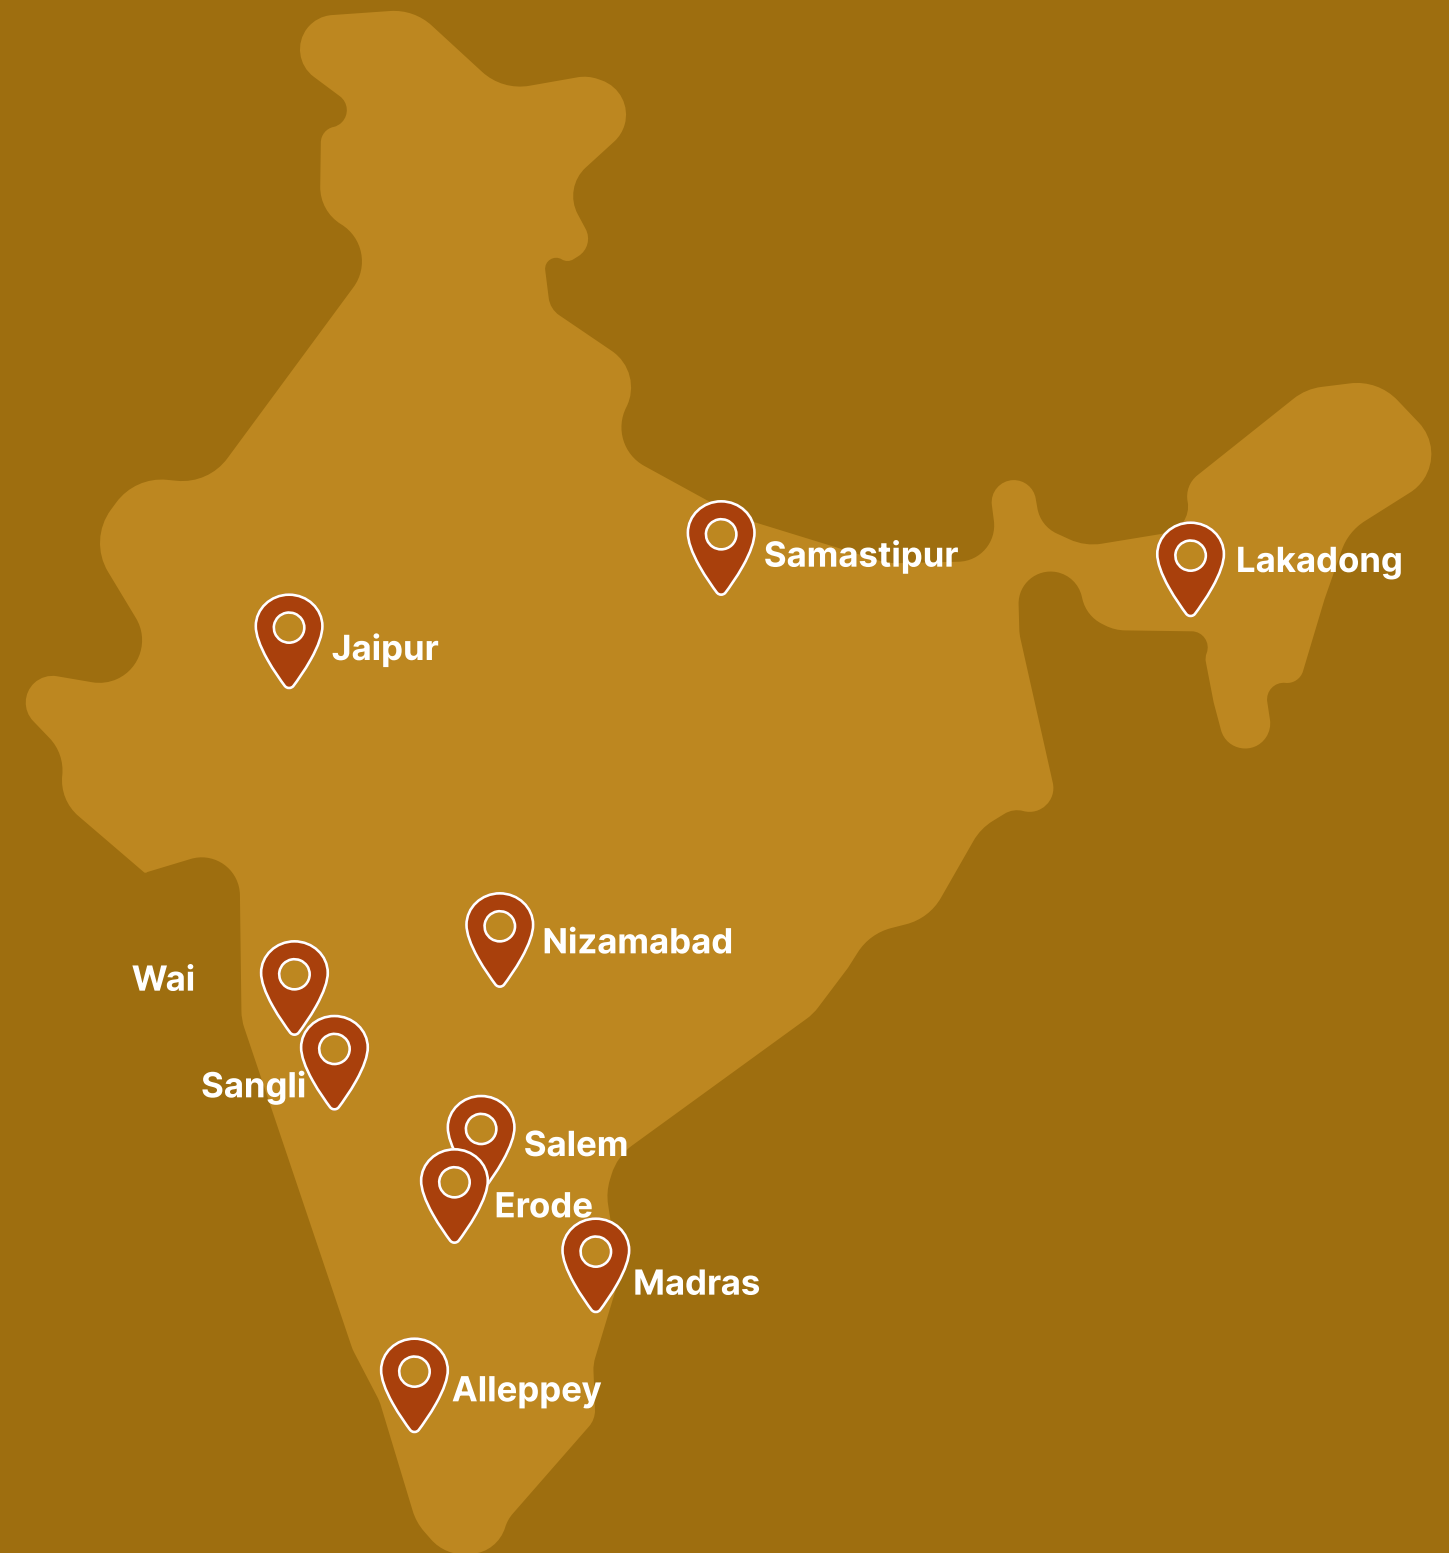 Samastipur
Lakadong
Jaipur
Nizamabad
Wai
Sangli
Salem
Erode
Madras
Alleppey